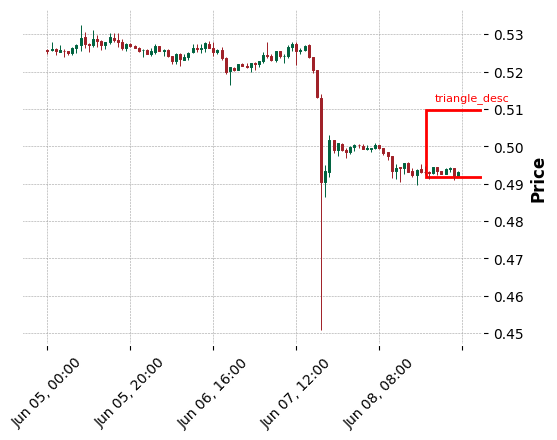 0.53
0.52
triangle_desc
0.51
0.50
0.49
0.48
0.47
0.46
0.45
Price
Jun 05, 00:00
Jun 05, 20:00
Jun 06, 16:00
Jun 07, 12:00
Jun 08, 08:00